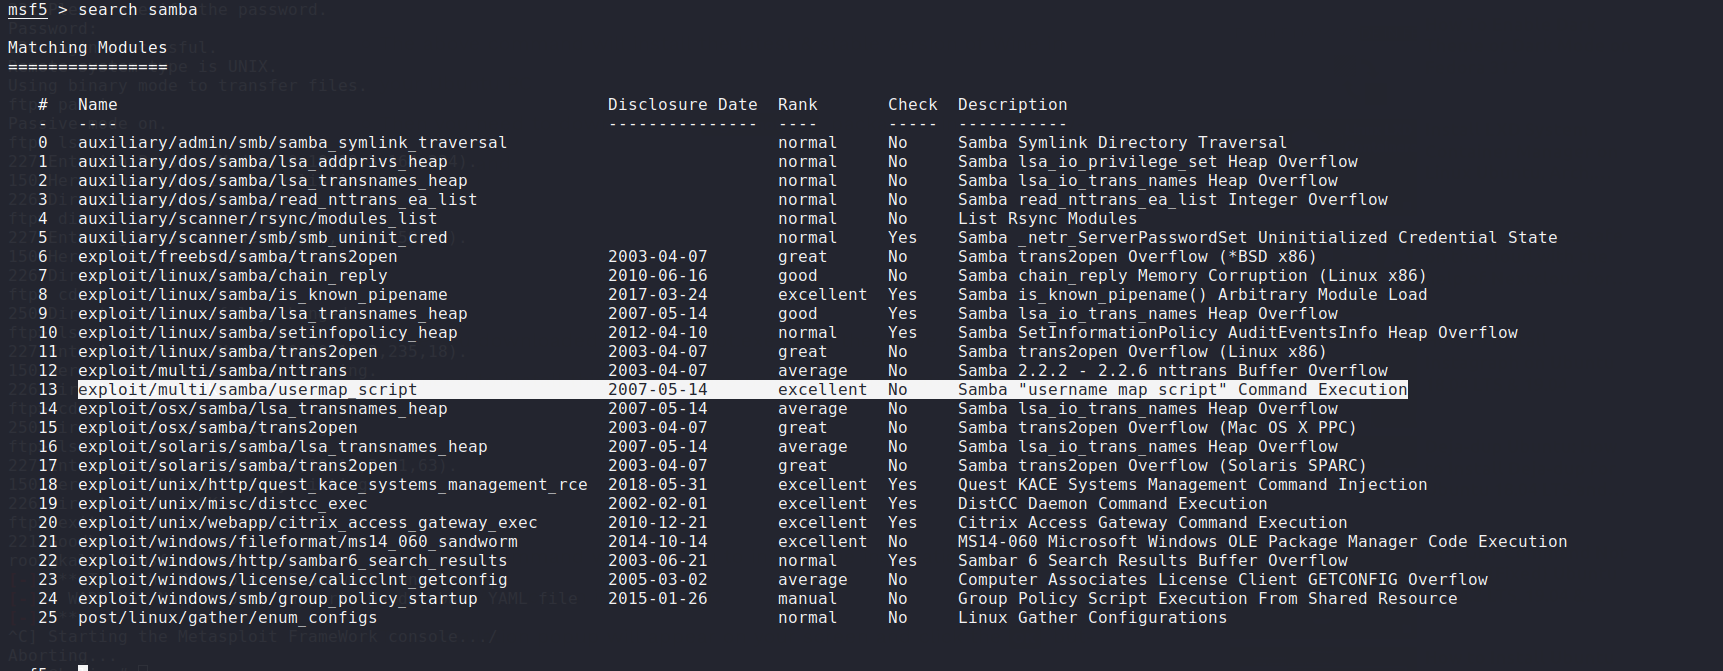 msf5 > search samba
Matching Modules
================
# Name Disclosure Date Rank Check Description
- ---- --------------- ---- ----- -----------
0 auxiliary/admin/smb/samba_symlink_traversal normal No Samba Symlink Directory Traversal
1 auxiliary/dos/samba/lsa_addprivs_heap normal No Samba lsa_io_privilege_set Heap Overflow
2 auxiliary/dos/samba/lsa_transnames_heap normal No Samba lsa_io_trans_names Heap Overflow
3 auxiliary/dos/samba/read_nttrans_ea_list normal No Samba read_nttrans_ea_list Integer Overflow
4 auxiliary/scanner/rsync/modules_list normal No List Rsync Modules
5 auxiliary/scanner/smb/smb_uninit_cred normal Yes Samba _netr_ServerPasswordSet Uninitialized Credential State
6 exploit/freebsd/samba/trans2open 2003-04-07 great No Samba trans2open Overflow (*BSD x86)
7 exploit/linux/samba/chain_reply 2010-06-16 good No Samba chain_reply Memory Corruption (Linux x86)
8 exploit/linux/samba/is_known_pipename 2017-03-24 excellent Yes Samba is_known_pipename() Arbitrary Module Load
9 exploit/linux/samba/lsa_transnames_heap 2007-05-14 good Yes Samba lsa_io_trans_names Heap Overflow
10 exploit/linux/samba/setinfopolicy_heap 2012-04-10 normal Yes Samba SetInformationPolicy AuditEventsInfo Heap Overflow
11 exploit/linux/samba/trans2open 2003-04-07 great No Samba trans2open Overflow (Linux x86)
12 exploit/multi/samba/nttrans 2003-04-07 average No Samba 2.2.2 - 2.2.6 nttrans Buffer Overflow
13 exploit/multi/samba/usermap_script 2007-05-14 excellent No Samba "username map script" Command Execution
14 exploit/osx/samba/lsa_transnames_heap 2007-05-14 average No Samba lsa_io_trans_names Heap Overflow
15 exploit/osx/samba/trans2open 2003-04-07 great No Samba trans2open Overflow (Mac OS X PPC)
16 exploit/solaris/samba/lsa_transnames_heap 2007-05-14 average No Samba lsa_io_trans_names Heap Overflow
17 exploit/solaris/samba/trans2open 2003-04-07 great No Samba trans2open Overflow (Solaris SPARC)
18 exploit/unix/http/quest_kace_systems_management_rce 2018-05-31 excellent Yes Quest KACE Systems Management Command Injection
19 exploit/unix/misc/distcc_exec 2002-02-01 excellent Yes DistCC Daemon Command Execution
20 exploit/unix/webapp/citrix_access_gateway_exec 2010-12-21 excellent Yes Citrix Access Gateway Command Execution
21 exploit/windows/fileformat/ms14_060_sandworm 2014-10-14 excellent No MS14-060 Microsoft Windows OLE Package Manager Code Execution
22 exploit/windows/http/sambar6_search_results 2003-06-21 normal Yes Sambar 6 Search Results Buffer Overflow
23 exploit/windows/license/calicclnt_getconfig 2005-03-02 average No Computer Associates License Client GETCONFIG Overflow
24 exploit/windows/smb/group_policy_startup 2015-01-26 manual No Group Policy Script Execution From Shared Resource
25 post/linux/gather/enum_configs normal No Linux Gather Configurations